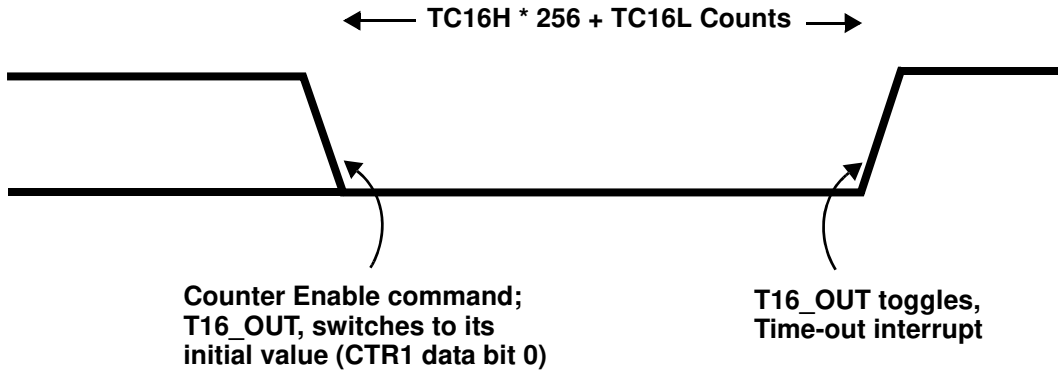 TC16H * 256 + TC16L Counts
Counter Enable command;
T16_OUT, switches to its
initial value (CTR1 data bit 0)
T16_OUT toggles,
Time-out interrupt